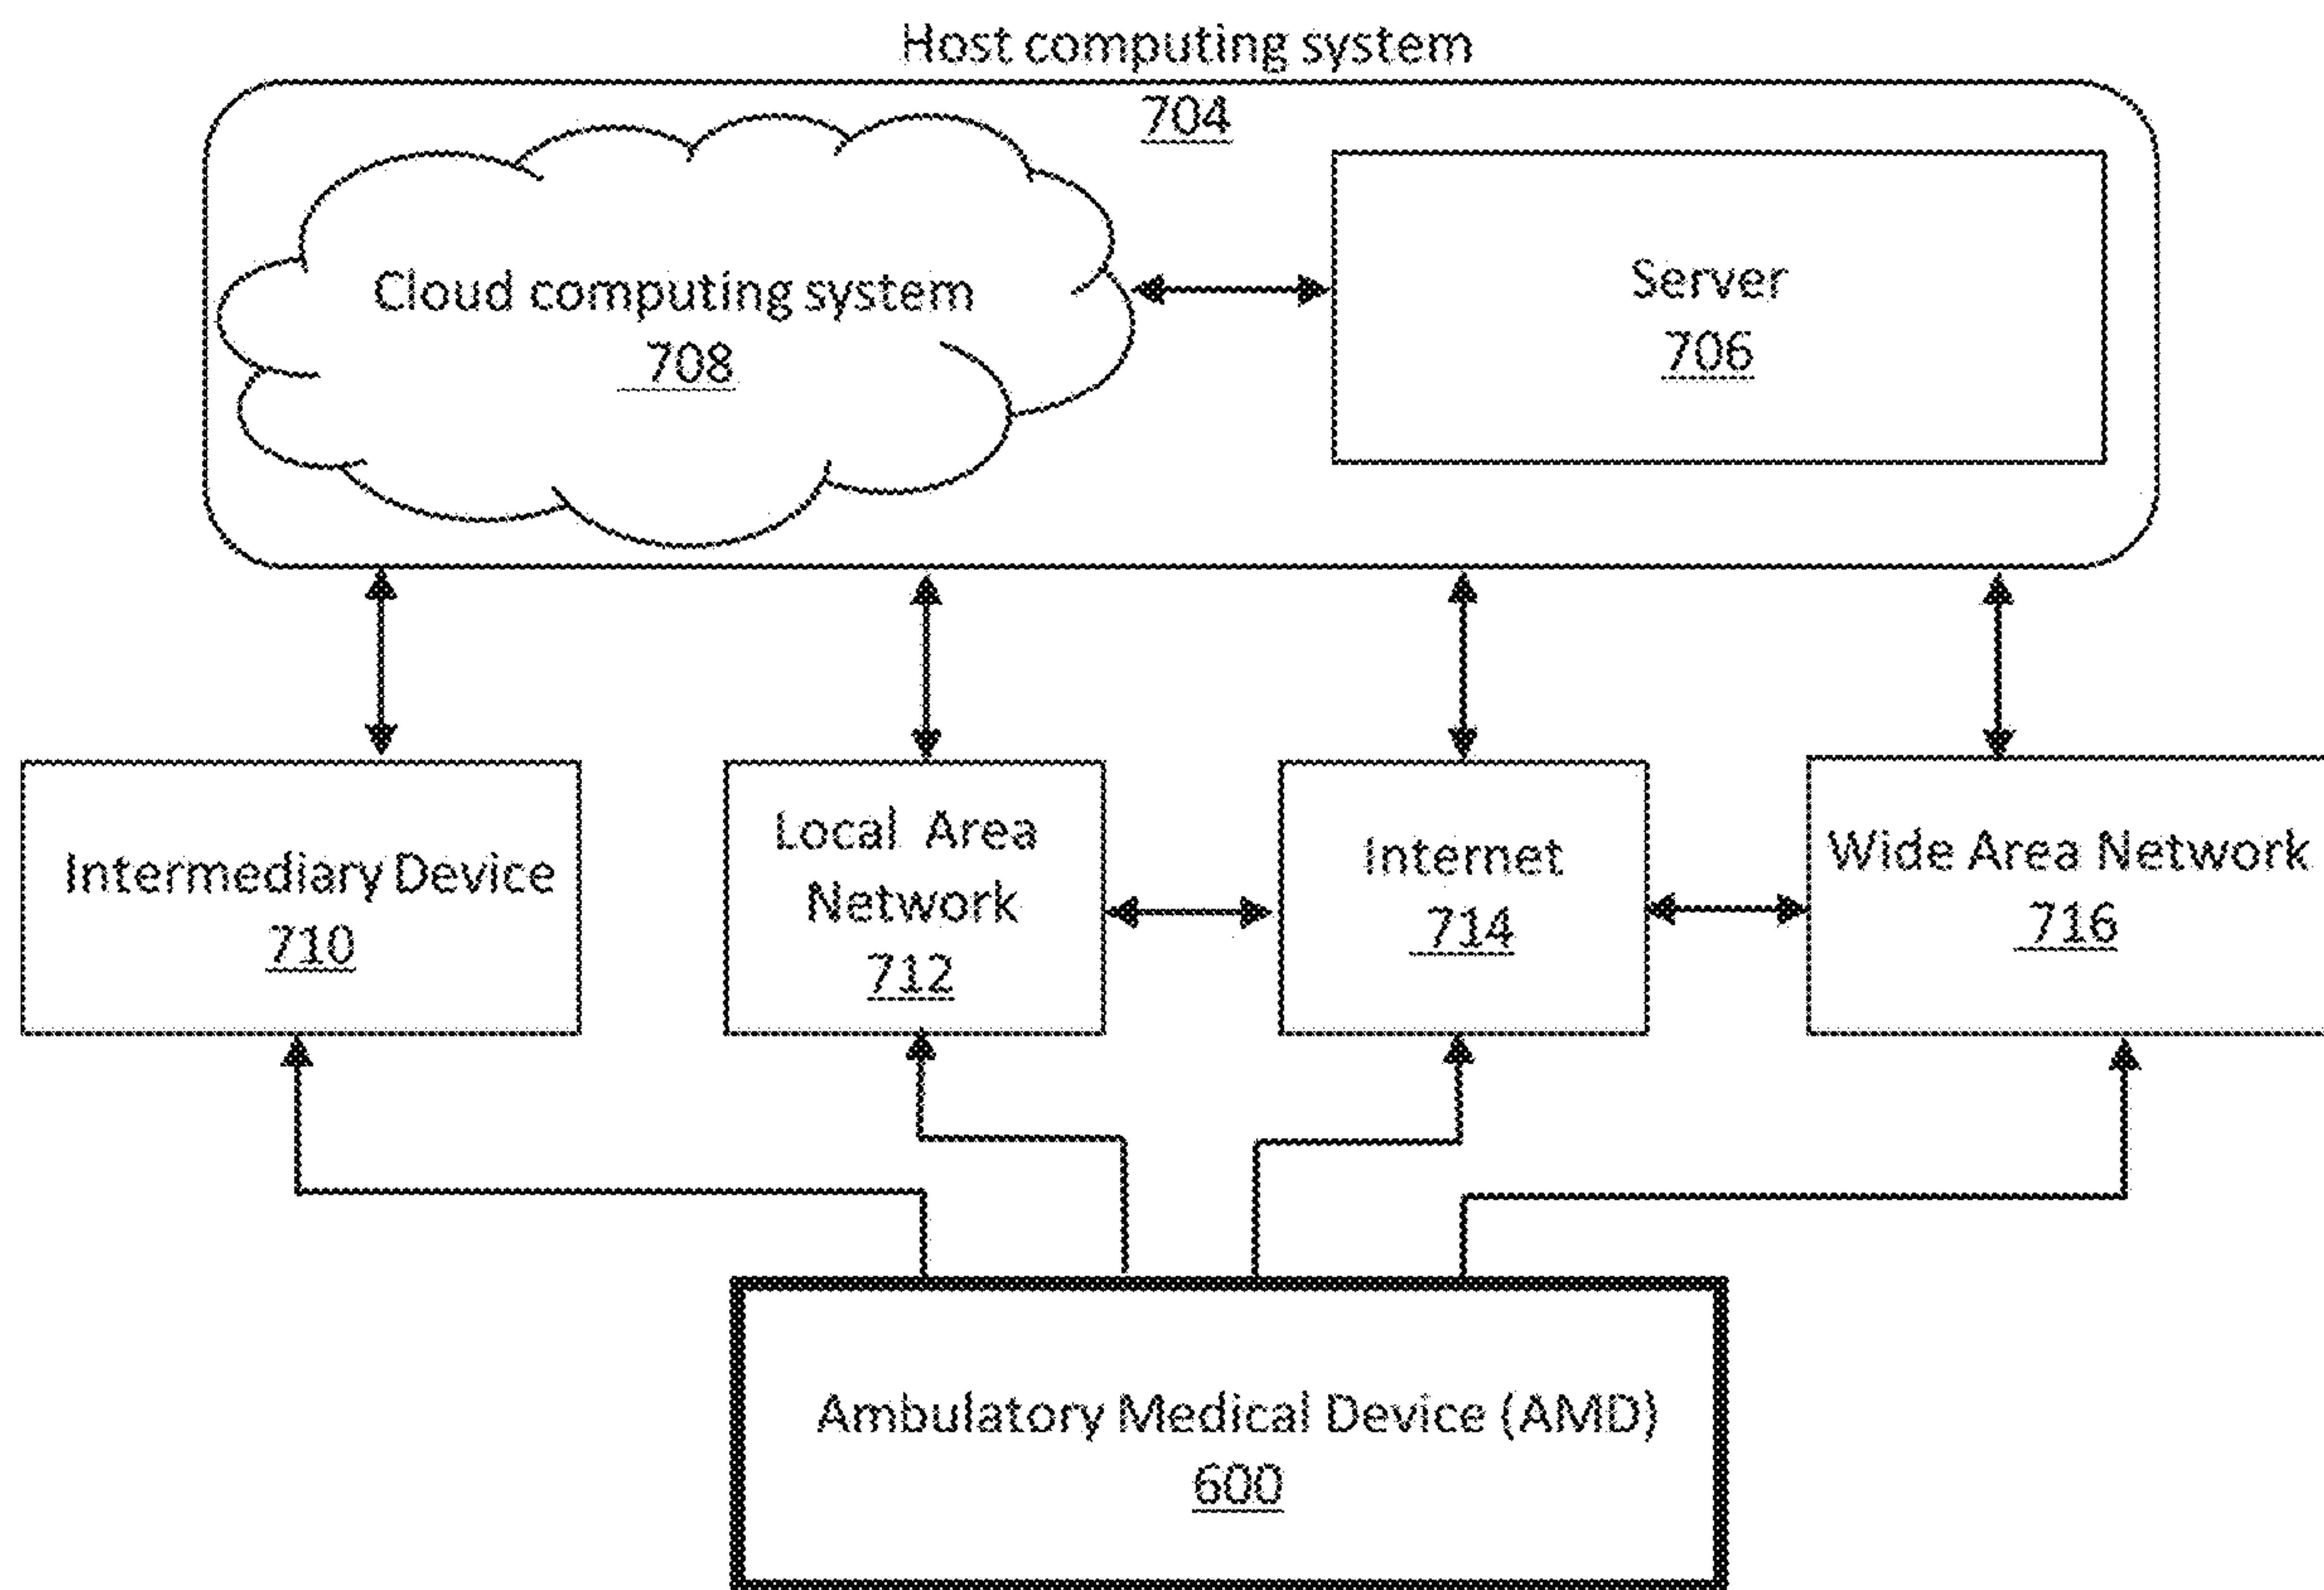 Host computing system
704
Cloud computing system
708
Server
706
Intermediary Device
710
Local Area
Network
712
Internet
714
Wide Area Network
716
Ambulatory Medical Device (AMD)
600